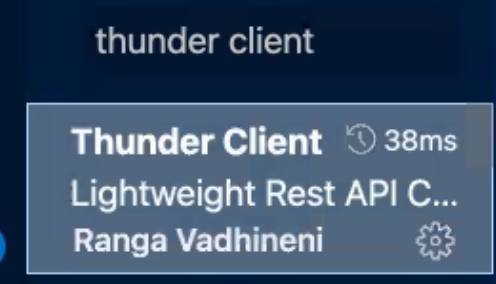 thunder client
Thunder Client 38ms
Lightweight Rest API C...
Ranga Vadhineni